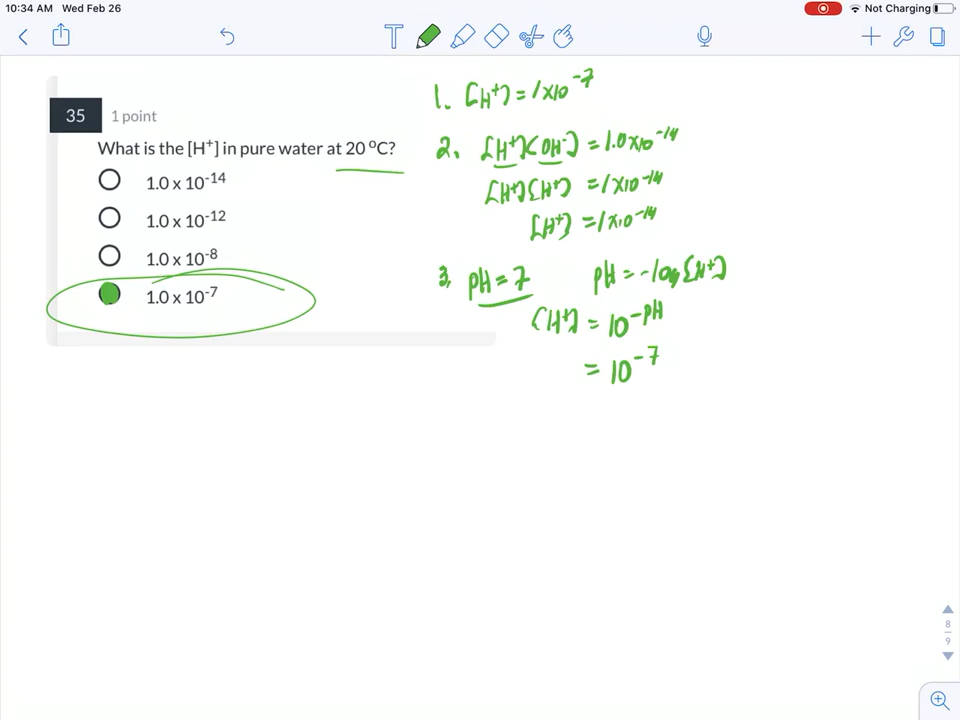 10:34 AM Wed Feb 26
Not Charging
35 1 point
What is the [H⁺] in pure water at 20 °C?
1.0 x 10⁻¹⁴
1.0 x 10⁻¹²
1.0 x 10⁻⁸
1.0 x 10⁻⁷
1. [H⁺] = 1x10⁻⁷
2. [H⁺][OH⁻] = 1.0x10⁻¹⁴
[H⁺][H⁺] = 1x10⁻¹⁴
[H⁺] = 1x10⁻¹⁴
3. pH = 7 pH = -log[H⁺]
[H⁺] = 10⁻ᵖᴴ
= 10⁻⁷
T
8
9